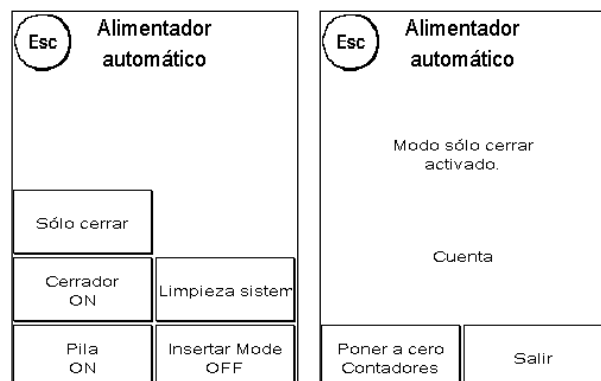 Esc
Alimentador
automático
Sólo cerrar
Cerrador
ON
Limpieza sistem
Pila
ON
Insertar Mode
OFF
Esc
Alimentador
automático
Modo sólo cerrar
activado.
Cuenta
Poner a cero
Contadores
Salir